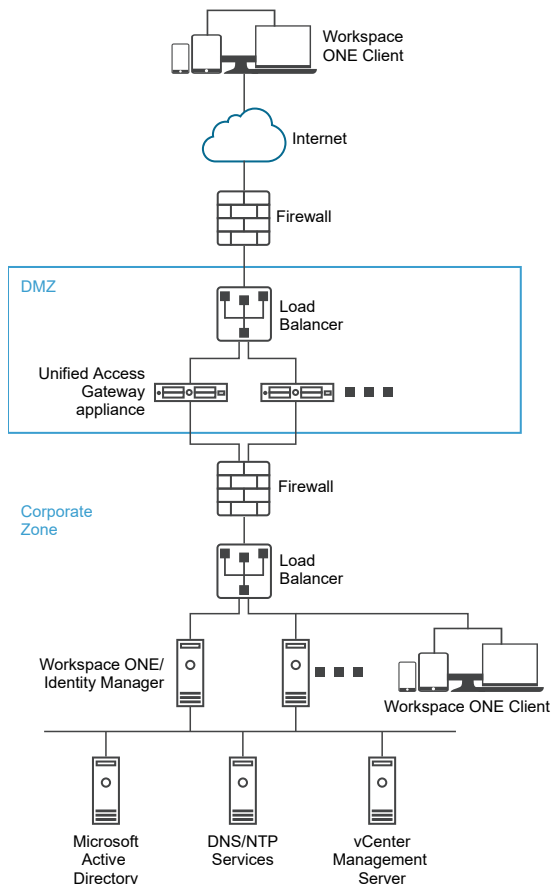 Workspace
ONE Client
Internet
Firewall
DMZ
Load
Balancer
Unified Access
Gateway
appliance
Firewall
Corporate
Zone
Load
Balancer
Workspace ONE/
Identity Manager
Workspace ONE Client
Microsoft
Active
Directory
DNS/NTP
Services
vCenter
Management
Server